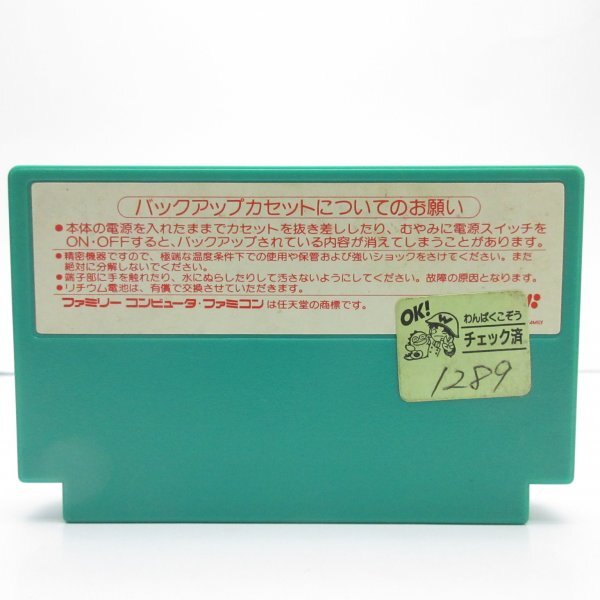 バックアップカセットについてのお願い
●本体の電源を入れたままでカセットを抜き差ししたり、むやみに電源スイッチを
ON・OFFすると、バックアップされている内容が消えてしまうことがあります。
●精密機器ですので、極端な温度条件下での使用や保管および強いショックをさけてください。また
絶対に分解しないでください。
●端子部に手を触れたり、水にぬらしたりして汚さないようにしてください。故障の原因となります。
●リチウム電池は、有償で交換させていただきます。
ファミリーコンピュータ・ファミコンは任天堂の商標です。
FAMILY
OK!
わんぱくこぞう
チェック済
1289